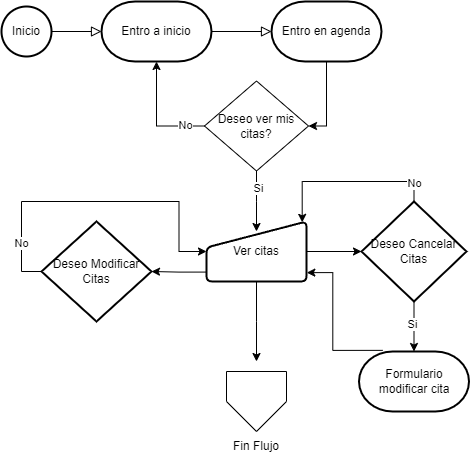 Inicio
Entro a inicio
Entro en agenda
Deseo ver mis
citas?
No
Si
No
Deseo Cancelar
Citas
Ver citas
No
Deseo Modificar
Citas
Si
Formulario
modificar cita
Fin Flujo